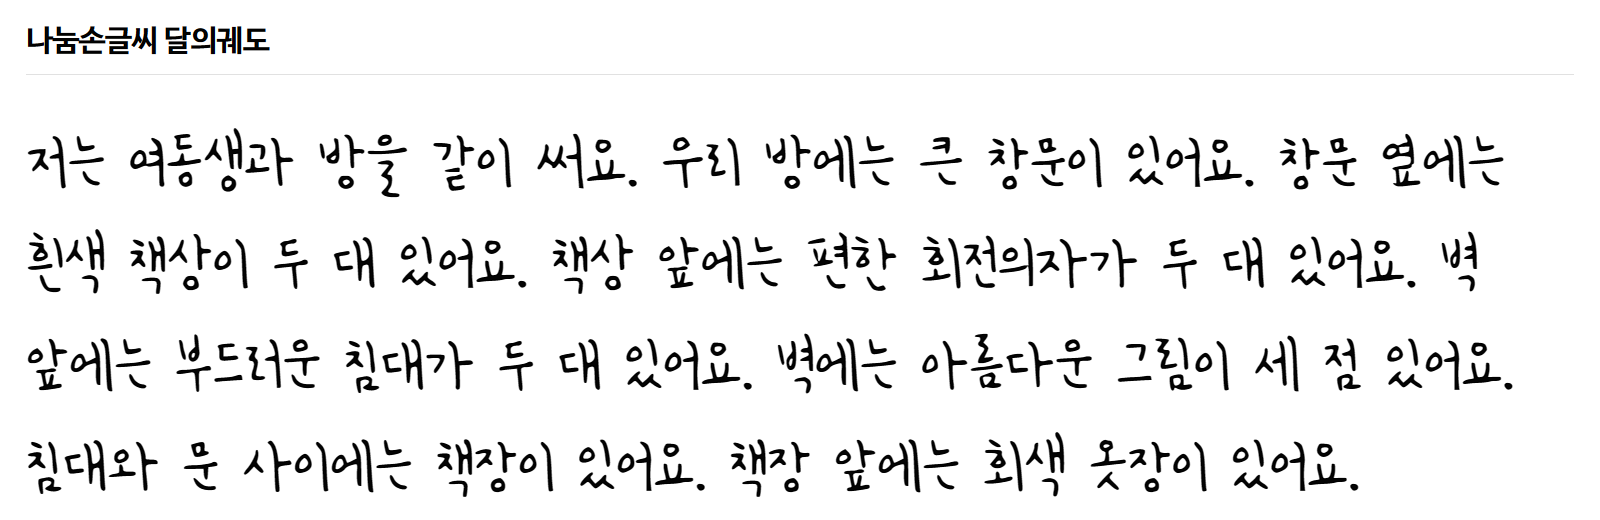 나눔손글씨 달의궤도
저는 여동생과 방을 같이 써요. 우리 방에는 큰 창문이 있어요. 창문 옆에는
흰색 책상이 두 대 있어요. 책상 앞에는 편한 회전의자가 두 대 있어요. 벽
앞에는 부드러운 침대가 두 대 있어요. 벽에는 아름다운 그림이 세 점 있어요.
침대와 문 사이에는 책장이 있어요. 책장 앞에는 회색 옷장이 있어요.